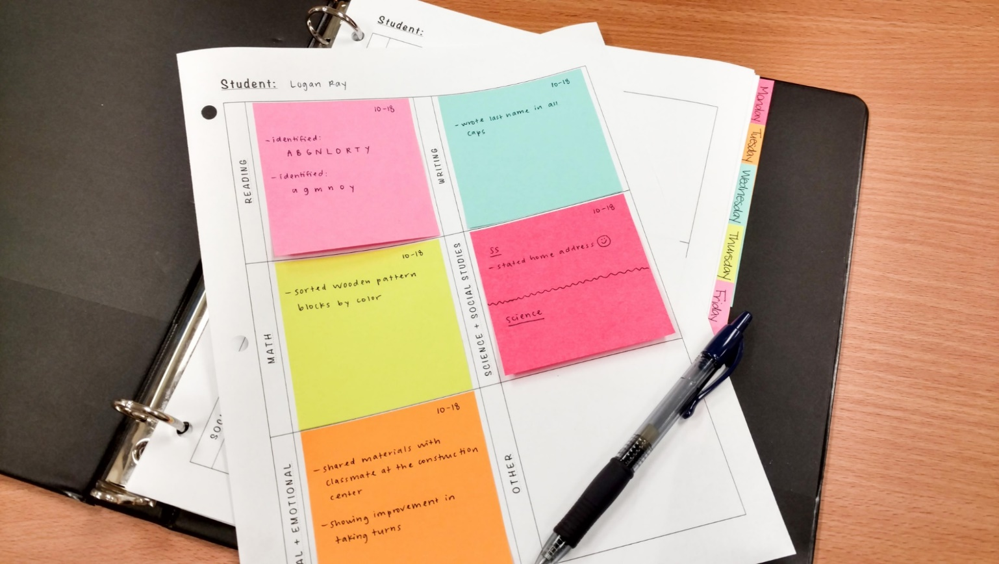 Student:
Student: Logan Ray
READING
10-18
- identified:
A B G N L O R T Y
- identified:
a g m n o y
WRITING
10-18
- wrote last name in all
caps
MATH
10-18
- sorted wooden pattern
blocks by color
SCIENCE + SOCIAL STUDIES
10-18
SS
- stated home address ☺
science
AL + EMOTIONAL
10-18
- shared materials with
classmate at the construction
center
- showing improvement in
taking turns
OTHER
SOC
Monday
Tuesday
Wednesday
Thursday
Friday